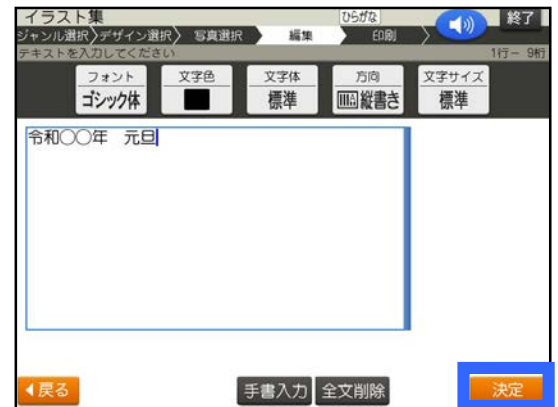 イラスト集
ひらがな
終了
ジャンル選択〉デザイン選択〉写真選択
編集
印刷
テキストを入力してください
1行- 9桁
フォント
ゴシック体
文字色
文字体
標準
方向
縦書き
文字サイズ
標準
令和〇〇年 元旦
戻る
手書入力
全文削除
決定